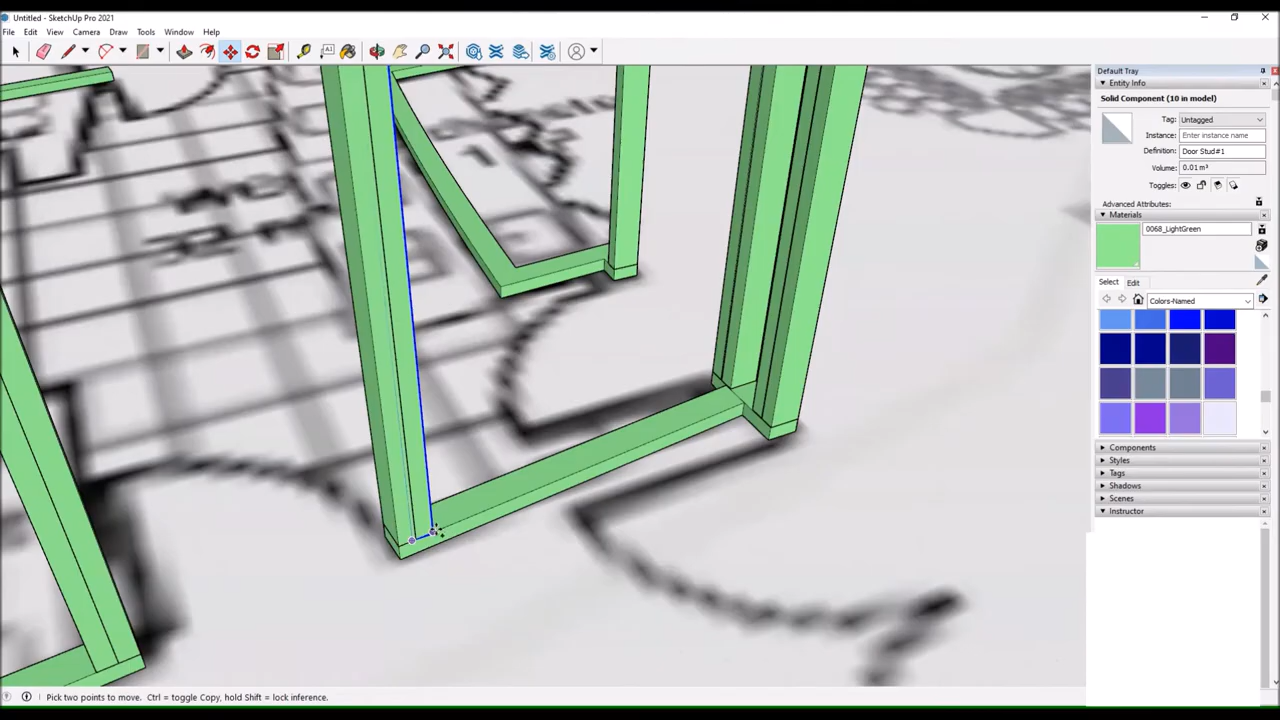 Untitled - SketchUp Pro 2021
File Edit View Camera Draw Tools Window Help
Default Tray
Entity Info
Solid Component (10 in model)
Tag: Untagged
Instance: Enter instance name
Definition: Door Stud#1
Volume: 0.01 m³
Toggles:
Advanced Attributes:
Materials
0068_LightGreen
Select Edit
Colors-Named
Components
Styles
Tags
Shadows
Scenes
Instructor
Pick two points to move. Ctrl = toggle Copy, hold Shift = lock inference.